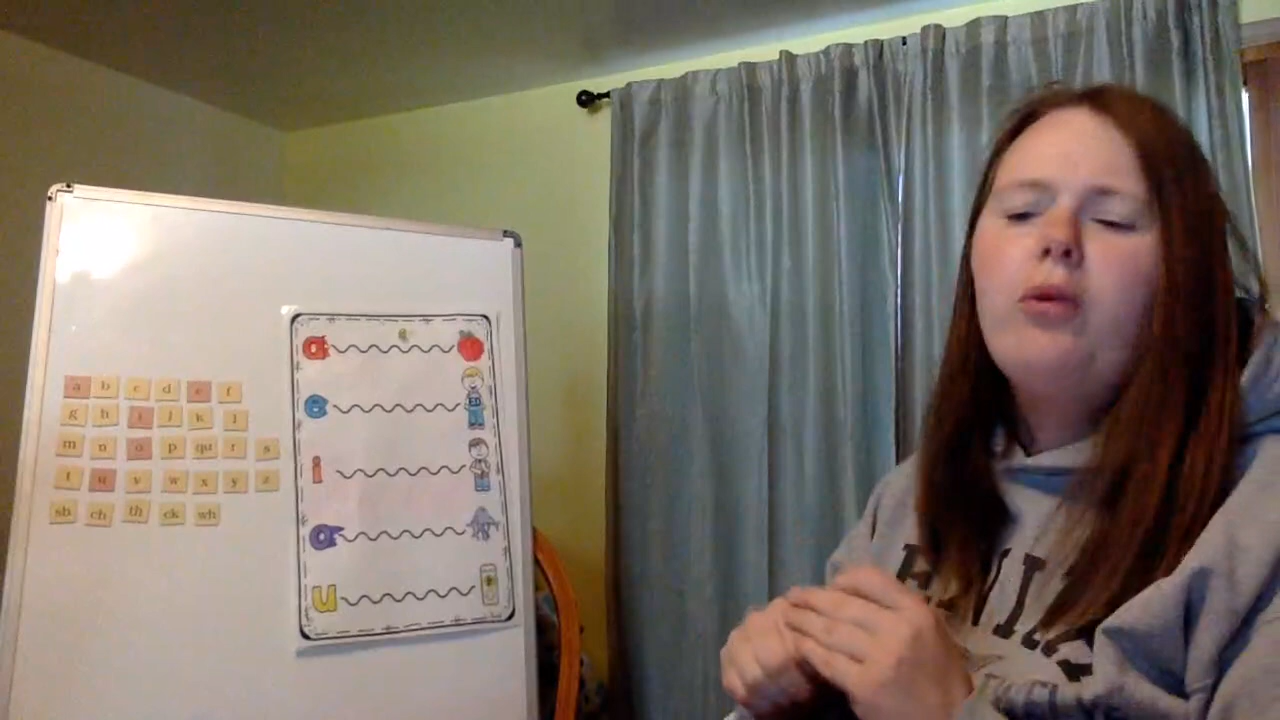 a b c d e f
g h i j k l
m n o p qu r s
t u v w x y z
sh ch th ck wh
a
e
i
o
u